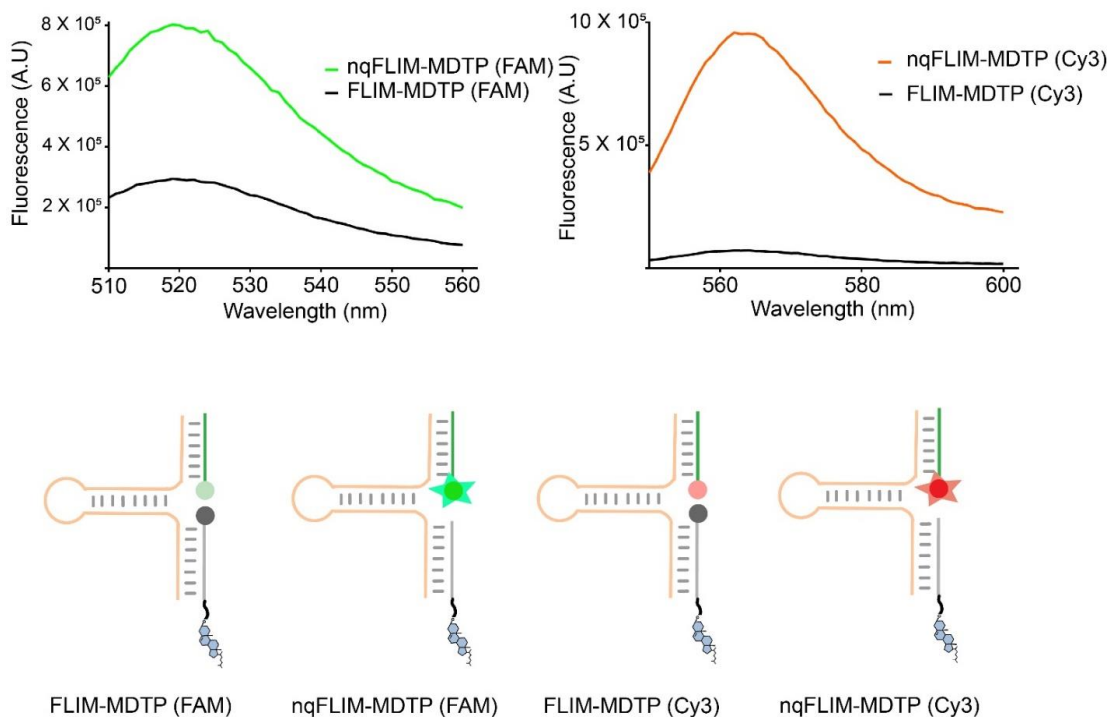 Fluorescence (A.U)
8 X 10⁵
6 X 10⁵
4 X 10⁵
2 X 10⁵
nqFLIM-MDTP (FAM)
FLIM-MDTP (FAM)
510 520 530 540 550 560
Wavelength (nm)
Fluorescence (A.U)
10 X 10⁵
5 X 10⁵
nqFLIM-MDTP (Cy3)
FLIM-MDTP (Cy3)
560 580 600
Wavelength (nm)
FLIM-MDTP (FAM)
nqFLIM-MDTP (FAM)
FLIM-MDTP (Cy3)
nqFLIM-MDTP (Cy3)